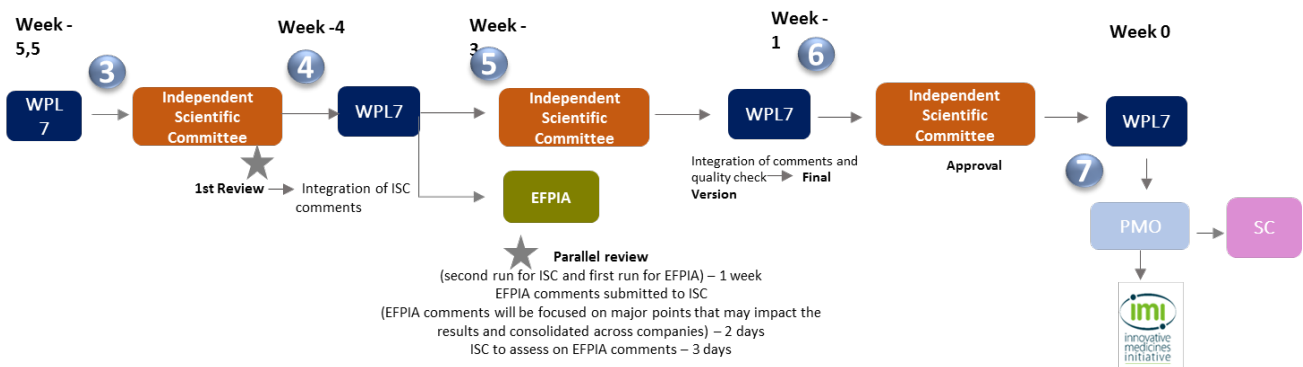 Week -
5,5
Week -4
Week -
3
Week -
1
Week 0
3
4
5
6
7
WPL
7
Independent
Scientific
Committee
WPL7
Independent
Scientific
Committee
WPL7
Independent
Scientific
Committee
WPL7
1st Review
Integration of ISC
comments
EFPIA
Integration of comments and
quality check Final
Version
Approval
PMO
SC
Parallel review
(second run for ISC and first run for EFPIA) – 1 week
EFPIA comments submitted to ISC
(EFPIA comments will be focused on major points that may impact the
results and consolidated across companies) – 2 days
ISC to assess on EFPIA comments – 3 days
imi
innovative
medicines
initiative